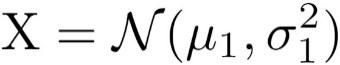 X = 𝒩(μ₁, σ₁²)